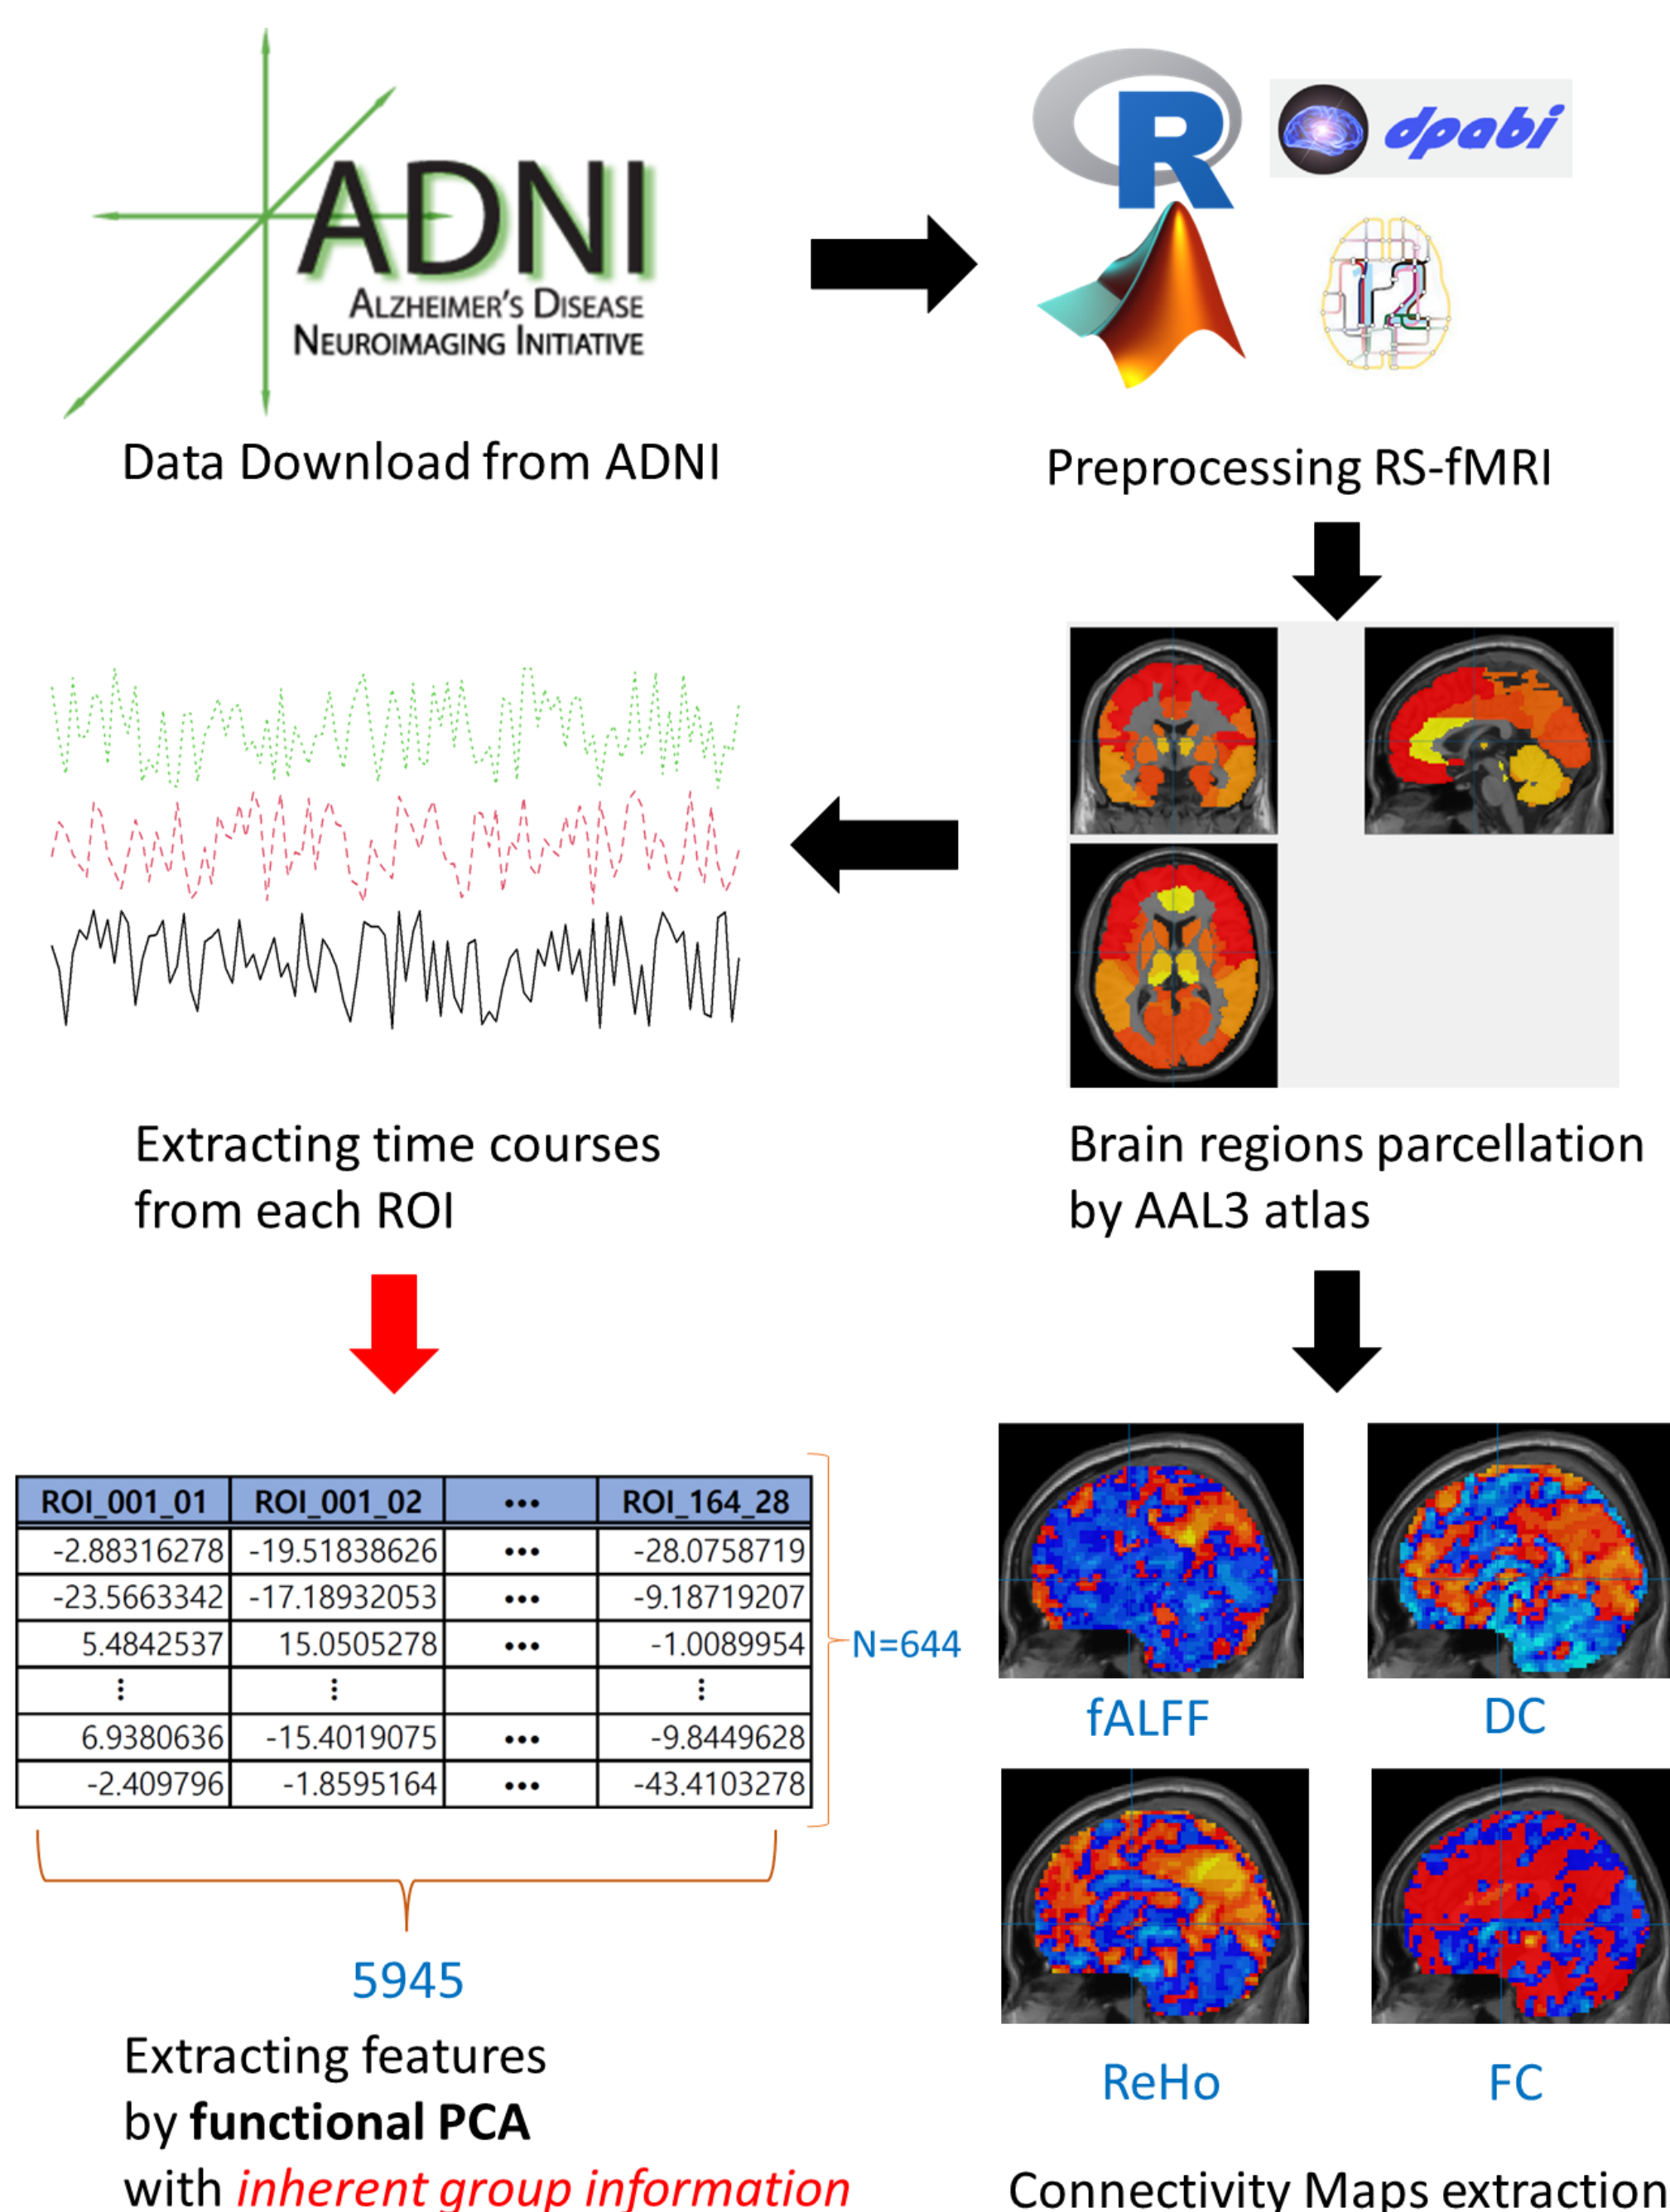 ADNI
ALZHEIMER'S DISEASE
NEUROIMAGING INITIATIVE
Data Download from ADNI
R
dpabi
12
Preprocessing RS-fMRI
Extracting time courses
from each ROI
Brain regions parcellation
by AAL3 atlas
ROI_001_01 ROI_001_02 ••• ROI_164_28
-2.88316278 -19.51838626 ••• -28.0758719
-23.5663342 -17.18932053 ••• -9.18719207
5.4842537 15.0505278 ••• -1.0089954
⋮ ⋮ ⋮
6.9380636 -15.4019075 ••• -9.8449628
-2.409796 -1.8595164 ••• -43.4103278
N=644
5945
Extracting features
by functional PCA
with inherent group information
fALFF
DC
ReHo
FC
Connectivity Maps extraction